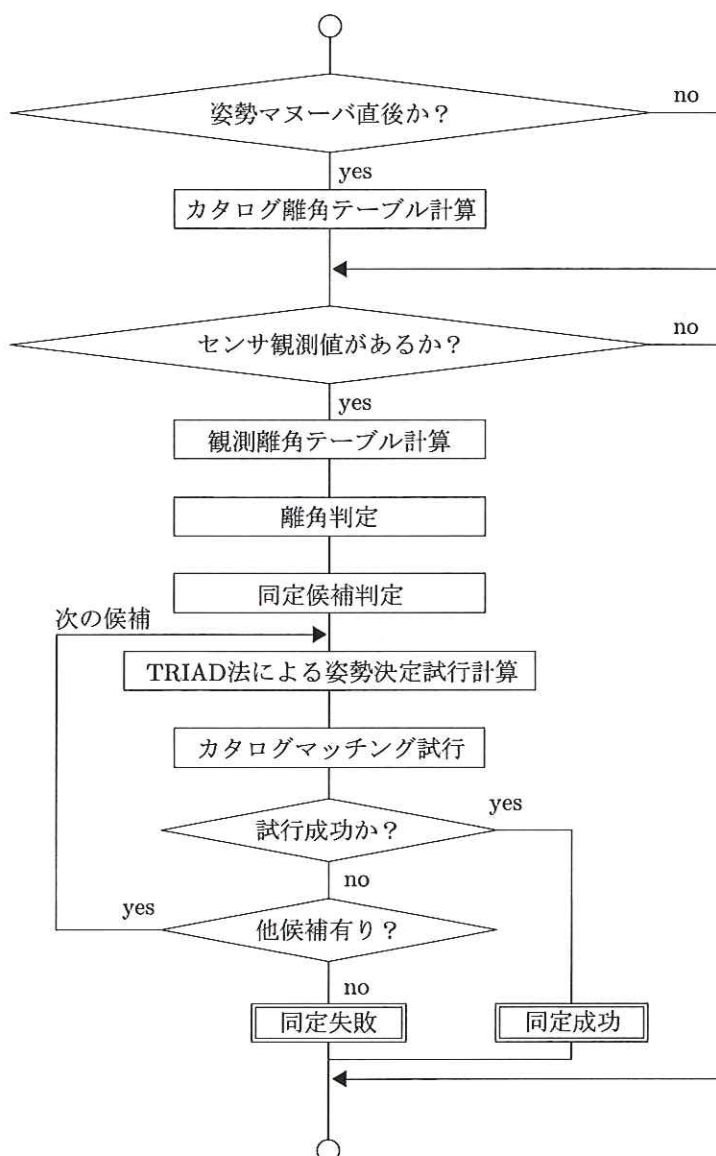 姿勢マヌーバ直後か？
no
yes
カタログ離角テーブル計算
センサ観測値があるか？
no
yes
観測離角テーブル計算
離角判定
同定候補判定
次の候補
TRIAD法による姿勢決定試行計算
カタログマッチング試行
試行成功か？
yes
no
他候補有り？
yes
no
同定失敗
同定成功